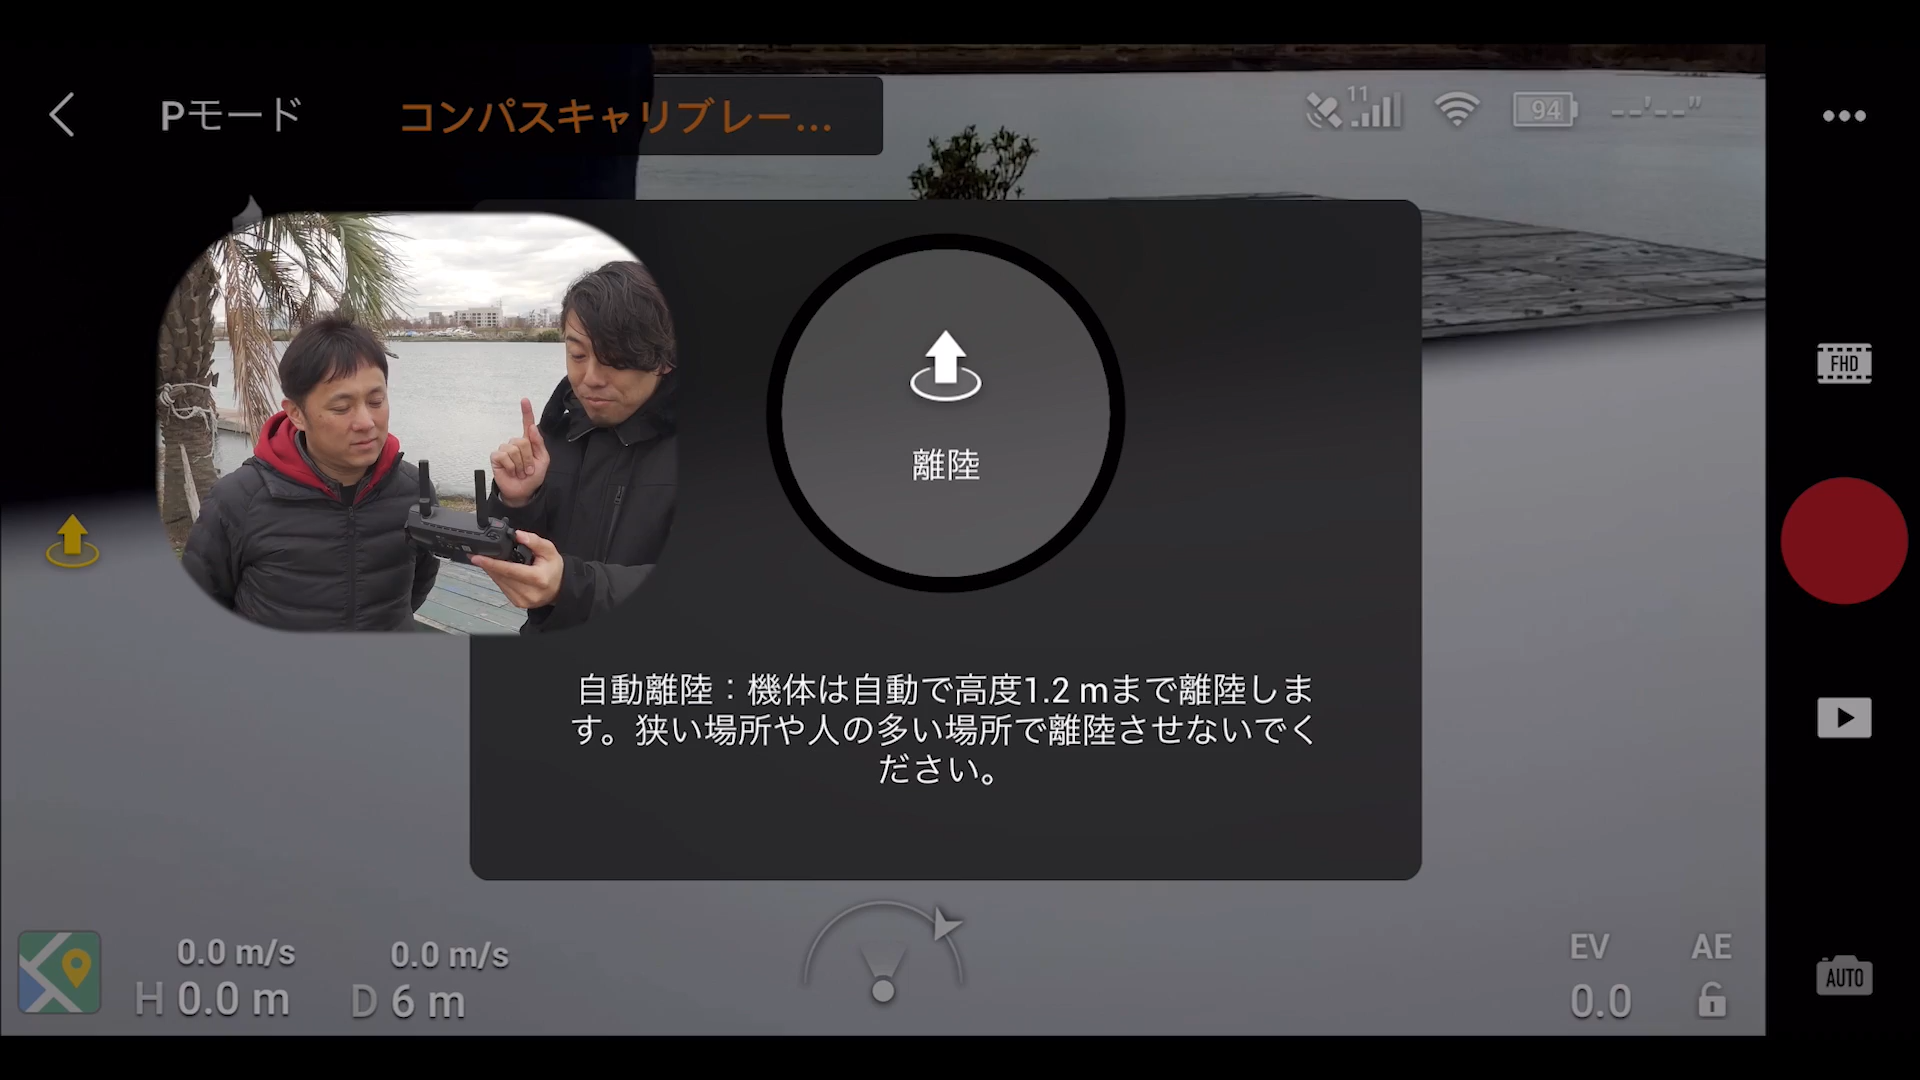 Pモード
コンパスキャリブレー...
11
94
--'--"
FHD
離陸
自動離陸：機体は自動で高度1.2 mまで離陸しま
す。狭い場所や人の多い場所で離陸させないでく
ださい。
0.0 m/s
0.0 m/s
H 0.0 m
D 6 m
EV
AE
0.0
AUTO